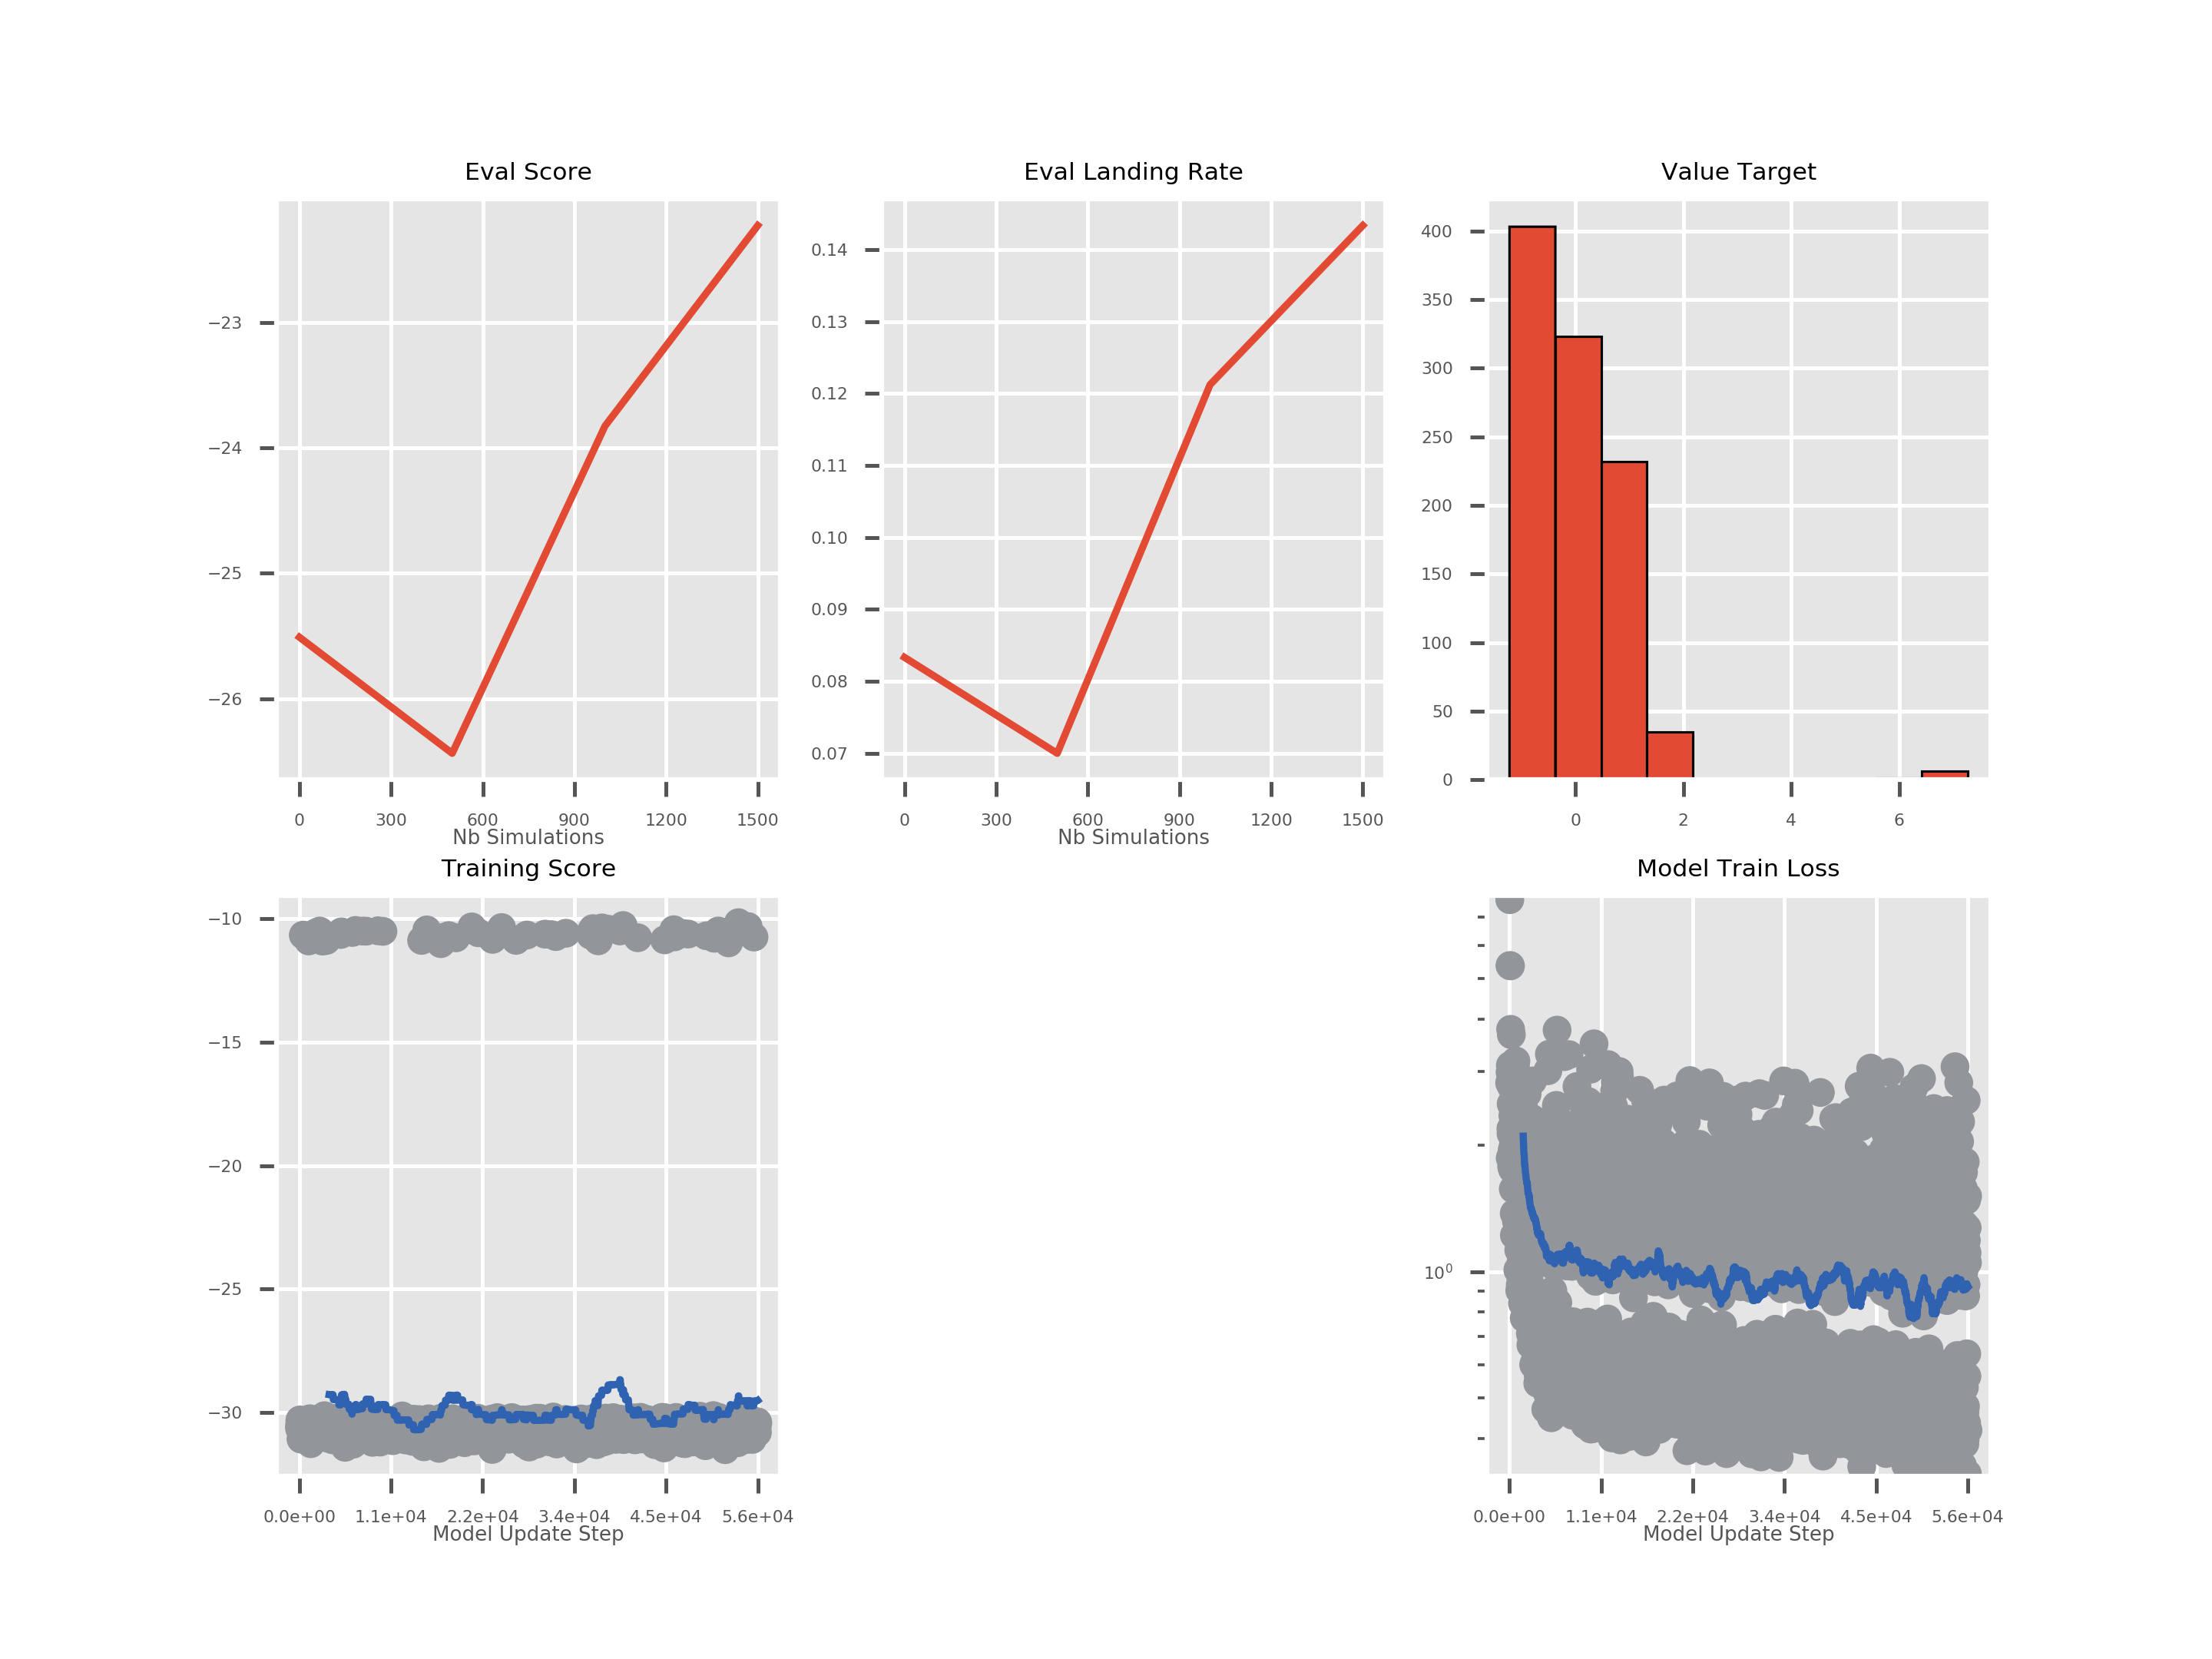 Eval Score
−23
−24
−25
−26
0 300 600 900 1200 1500
Nb Simulations
Eval Landing Rate
0.14
0.13
0.12
0.11
0.10
0.09
0.08
0.07
0 300 600 900 1200 1500
Nb Simulations
Value Target
400
350
300
250
200
150
100
50
0
0 2 4 6
Training Score
−10
−15
−20
−25
−30
0.0e+00 1.1e+04 2.2e+04 3.4e+04 4.5e+04 5.6e+04
Model Update Step
Model Train Loss
10⁰
0.0e+00 1.1e+04 2.2e+04 3.4e+04 4.5e+04 5.6e+04
Model Update Step